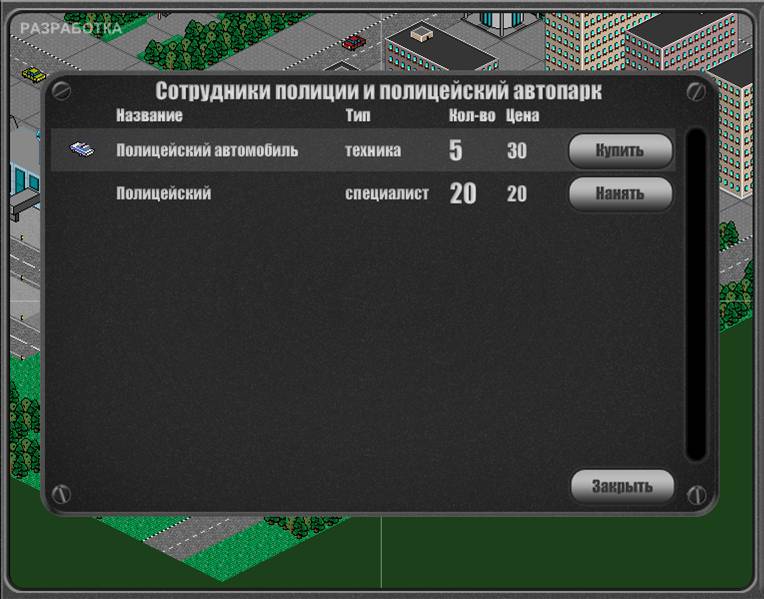 РАЗРАБОТКА
Сотрудники полиции и полицейский автопарк
Название Тип Кол-во Цена
Полицейский автомобиль техника 5 30 Купить
Полицейский специалист 20 20 Нанять
Закрыть